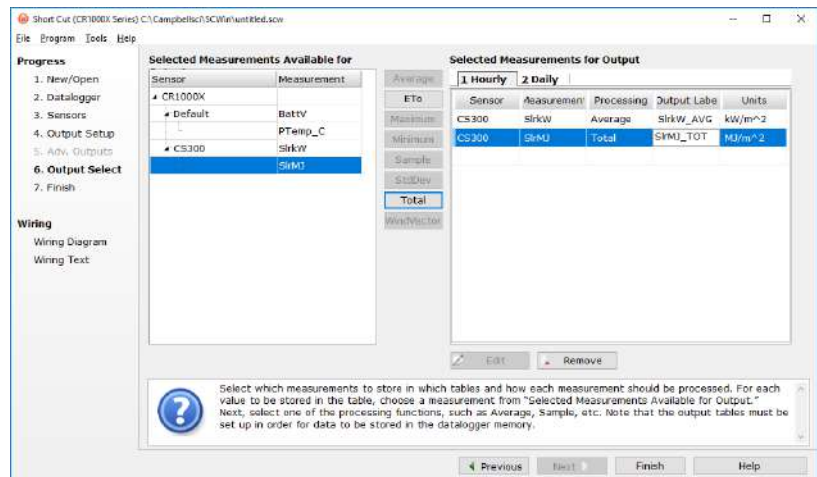 Short Cut (CR1000X Series) C:\Campbellsci\SCWin\untitled.scw
File Program Tools Help
Progress
1. New/Open
2. Datalogger
3. Sensors
4. Output Setup
5. Adv. Outputs
6. Output Select
7. Finish
Wiring
Wiring Diagram
Wiring Text
Selected Measurements Available for
Sensor Measurement
CR1000X
Default BattV
PTemp_C
CS300 SlrkW
SlrMJ
Average
ETo
Maximum
Minimum
Sample
StdDev
Total
WindVector
Selected Measurements for Output
1 Hourly 2 Daily
Sensor Measurement Processing Output Labe Units
CS300 SlrkW Average SlrkW_AVG kW/m^2
CS300 SlrMJ Total SlrMJ_TOT MJ/m^2
Edit Remove
Select which measurements to store in which tables and how each measurement should be processed. For each
value to be stored in the table, choose a measurement from "Selected Measurements Available for Output."
Next, select one of the processing functions, such as Average, Sample, etc. Note that the output tables must be
set up in order for data to be stored in the datalogger memory.
Previous Next Finish Help